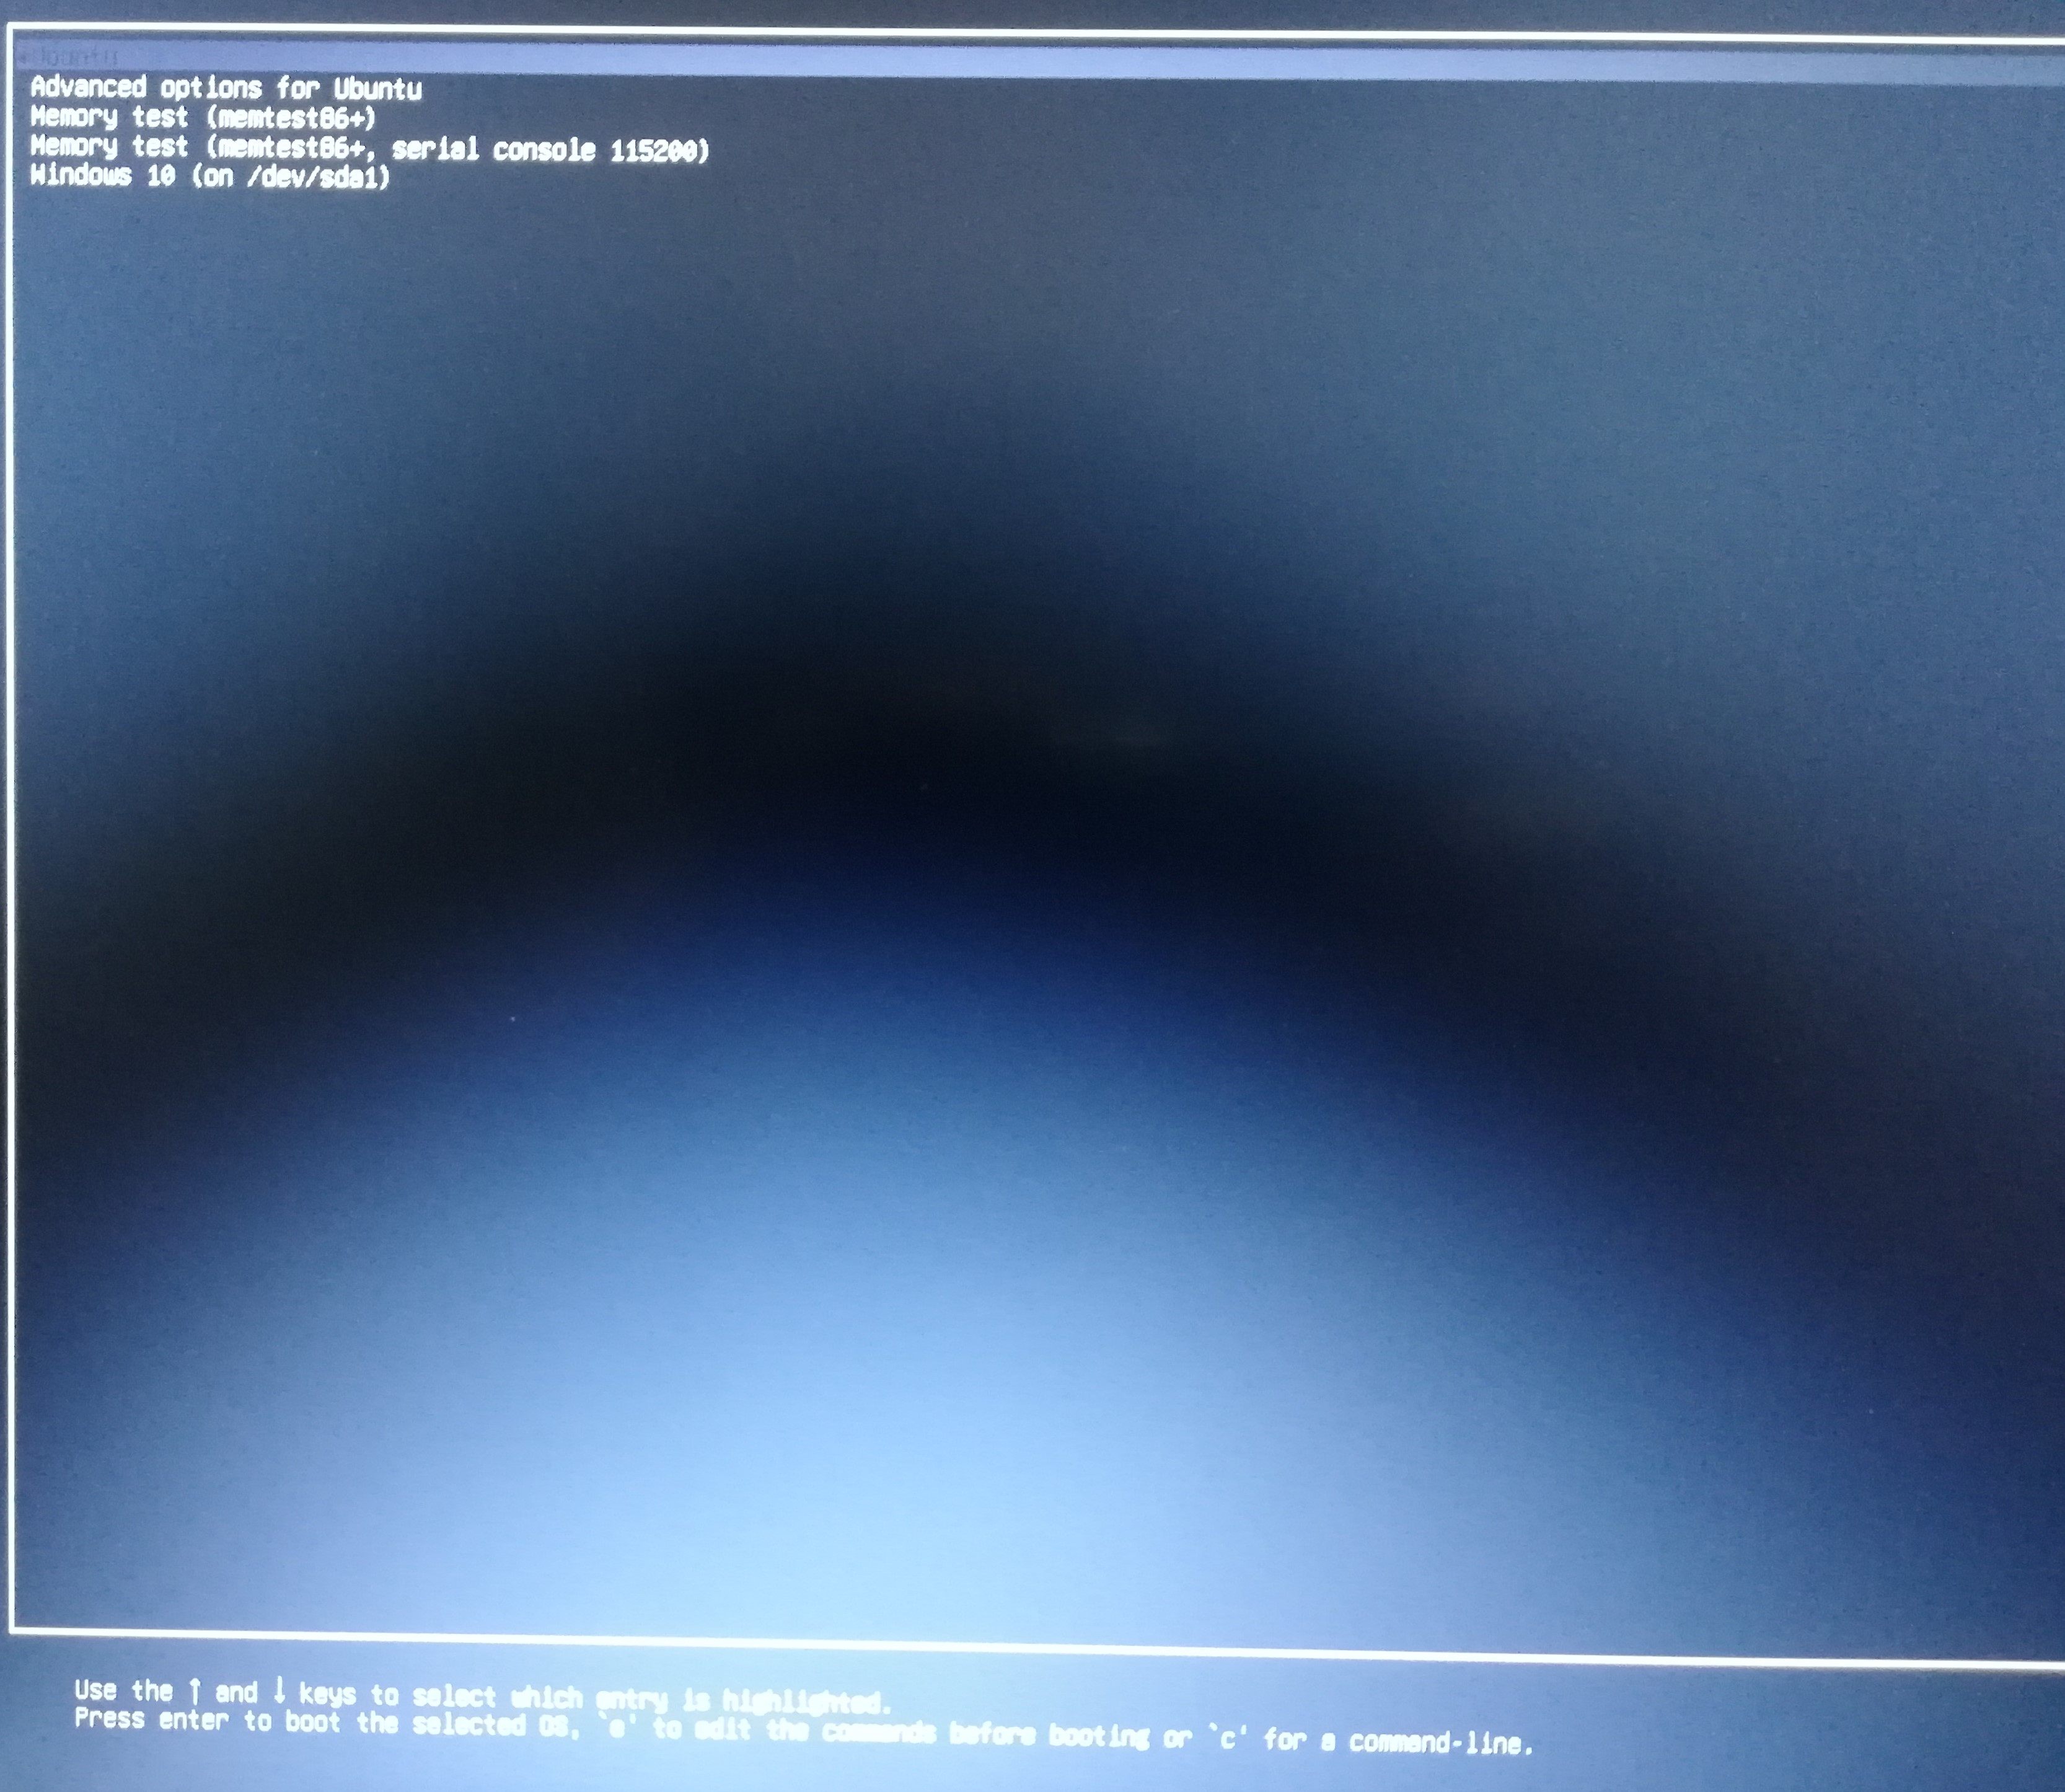 *Ubuntu
Advanced options for Ubuntu
Memory test (memtest86+)
Memory test (memtest86+, serial console 115200)
Windows 10 (on /dev/sda1)
Use the ↑ and ↓ keys to select which entry is highlighted.
Press enter to boot the selected OS, `e' to edit the commands before booting or `c' for a command-line.